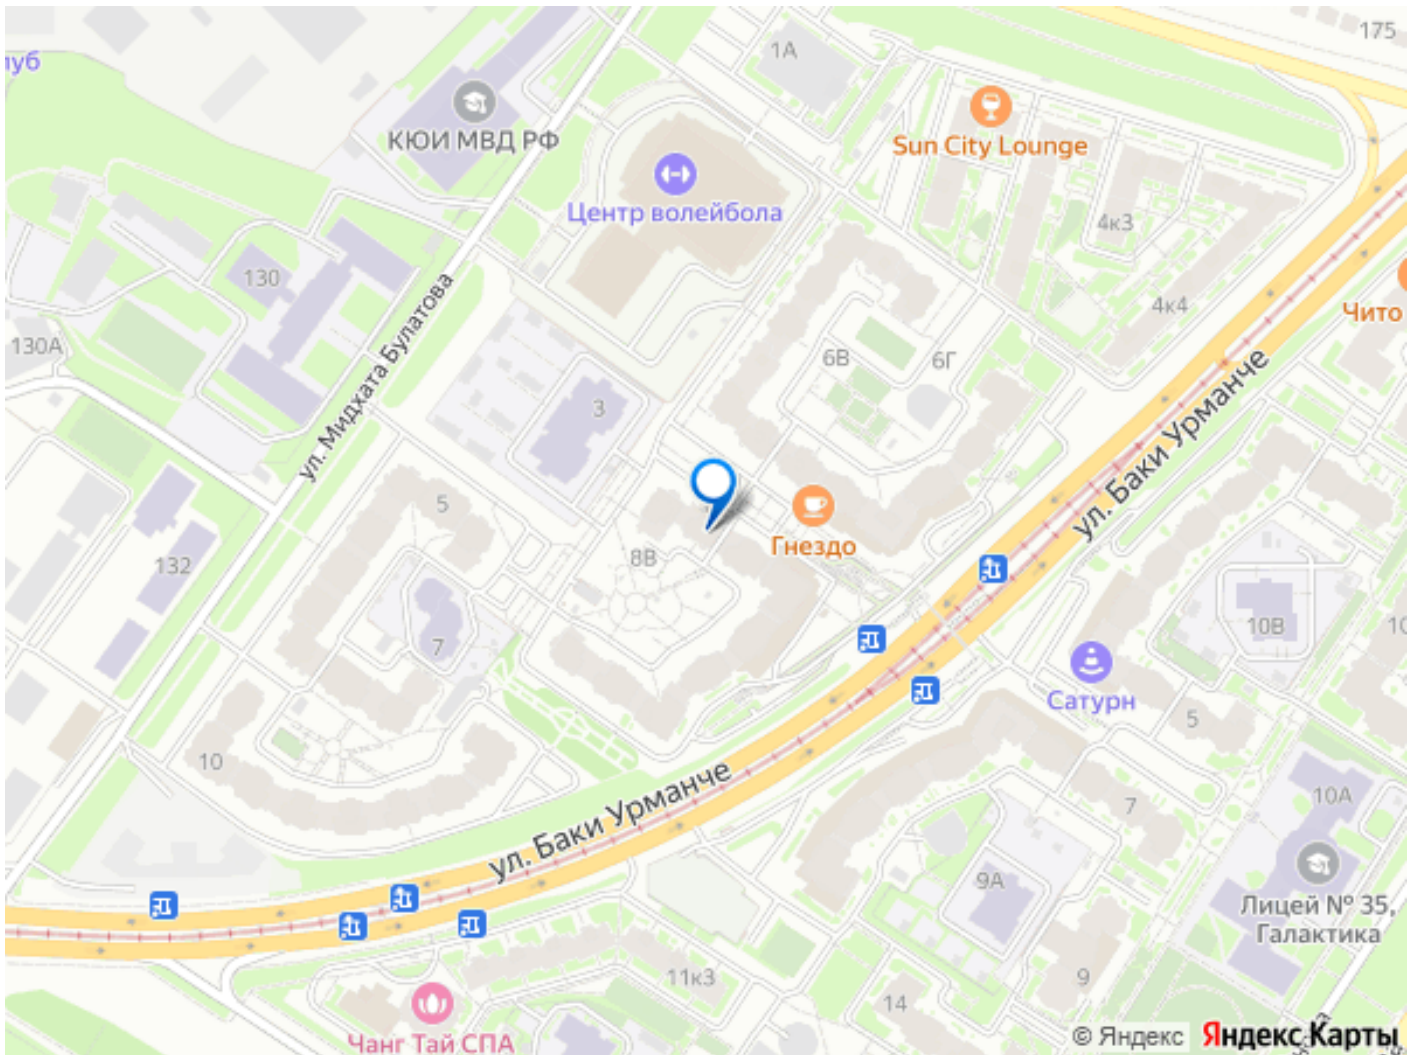 175
1А
луб
КЮИ МВД РФ
Sun City Lounge
Центр волейбола
4к3
130
4к4
Чито
130А
ул. Мидхата Булатова
6В
6Г
3
ул. Баки Урманче
5
Гнездо
8В
132
10В
10
7
Сатурн
5
10
ул. Баки Урманче
7
10А
9А
Лицей № 35,
Галактика
11к3
9
14
Чанг Тай СПА
© Яндекс Яндекс Карты